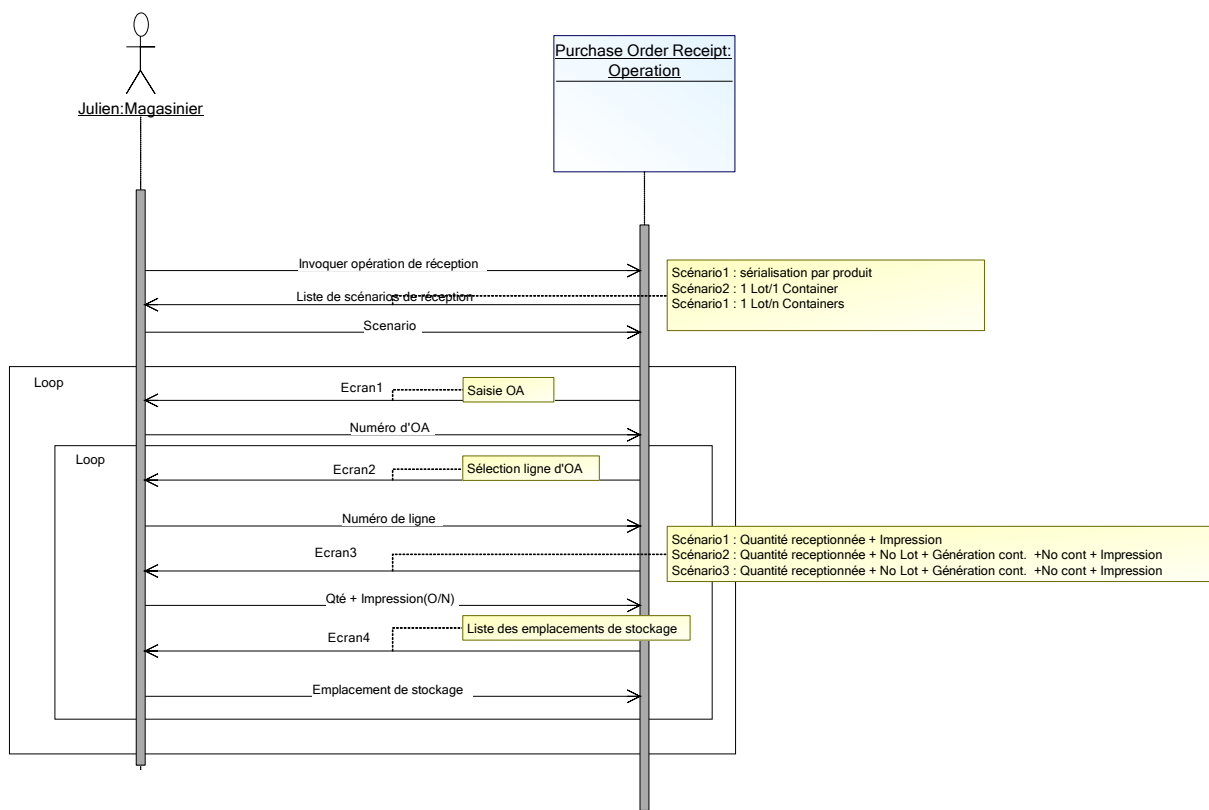 Julien:Magasinier
Purchase Order Receipt:
Operation
Invoquer opération de réception
Scénario1 : sérialisation par produit
Scénario2 : 1 Lot/1 Container
Scénario1 : 1 Lot/n Containers
Liste de scénarios de réception
Scenario
Loop
Ecran1
Saisie OA
Numéro d'OA
Loop
Ecran2
Sélection ligne d'OA
Numéro de ligne
Scénario1 : Quantité receptionnée + Impression
Scénario2 : Quantité receptionnée + No Lot + Génération cont. +No cont + Impression
Scénario3 : Quantité receptionnée + No Lot + Génération cont. +No cont + Impression
Ecran3
Qté + Impression(O/N)
Liste des emplacements de stockage
Ecran4
Emplacement de stockage